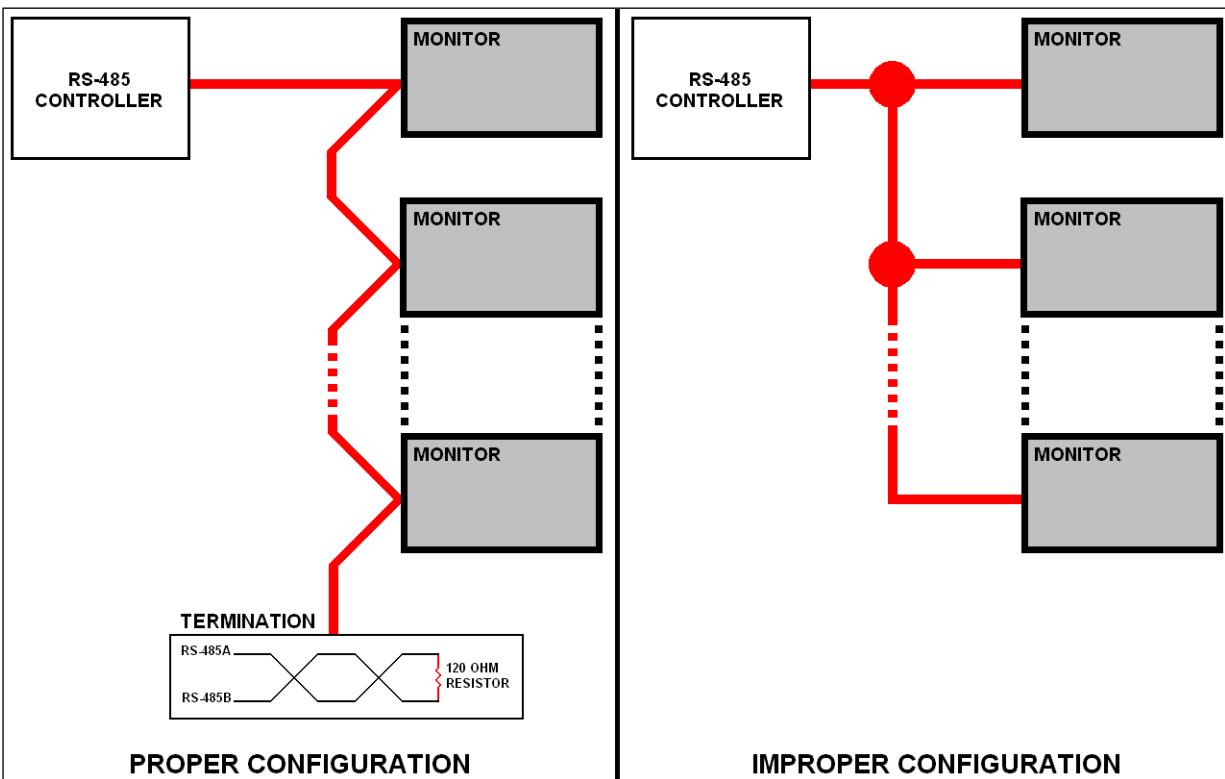 RS-485
CONTROLLER
MONITOR
MONITOR
MONITOR
TERMINATION
RS-485A
RS-485B
120 OHM
RESISTOR
PROPER CONFIGURATION
RS-485
CONTROLLER
MONITOR
MONITOR
MONITOR
IMPROPER CONFIGURATION